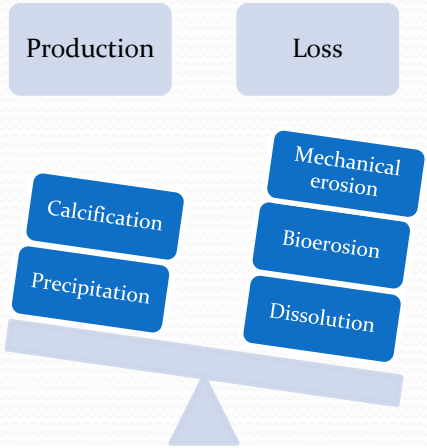 Production
Loss
Mechanical
erosion
Calcification
Bioerosion
Precipitation
Dissolution